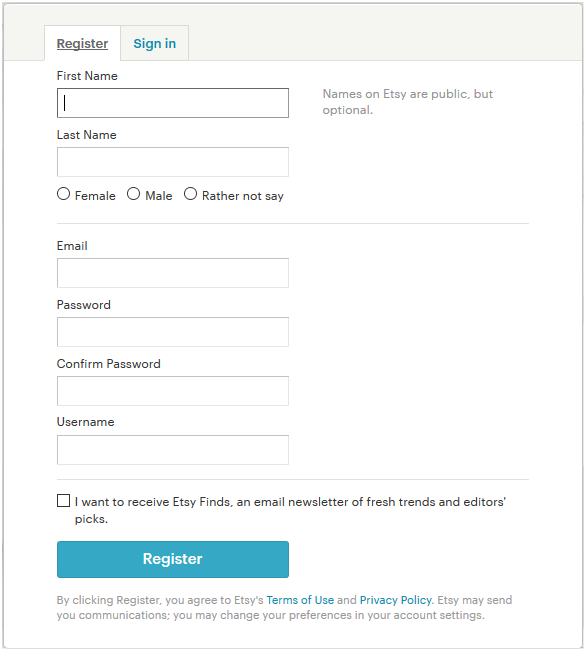 Register Sign in
First Name
Names on Etsy are public, but
optional.
Last Name
Female Male Rather not say
Email
Password
Confirm Password
Username
I want to receive Etsy Finds, an email newsletter of fresh trends and editors'
picks.
Register
By clicking Register, you agree to Etsy's Terms of Use and Privacy Policy. Etsy may send
you communications; you may change your preferences in your account settings.